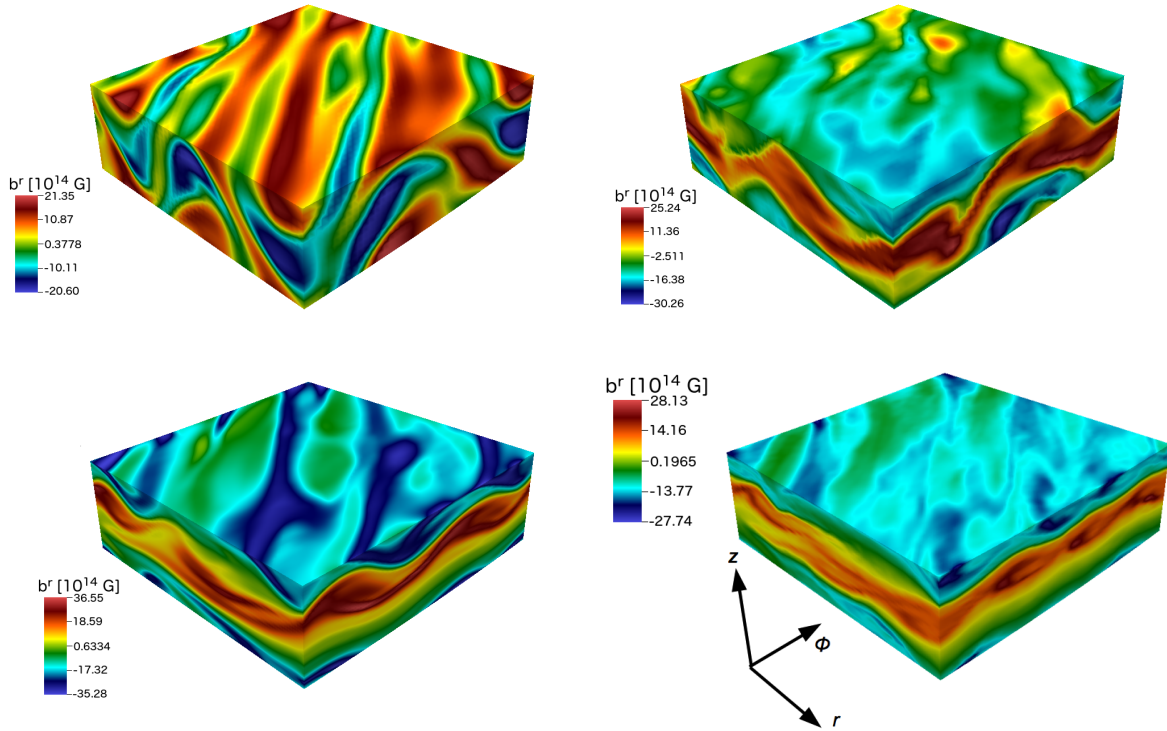 b^r [10^14 G]
21.35
10.87
0.3778
-10.11
-20.60
b^r [10^14 G]
25.24
11.36
-2.511
-16.38
-30.26
b^r [10^14 G]
36.55
18.59
0.6334
-17.32
-35.28
b^r [10^14 G]
28.13
14.16
0.1965
-13.77
-27.74
z
Φ
r